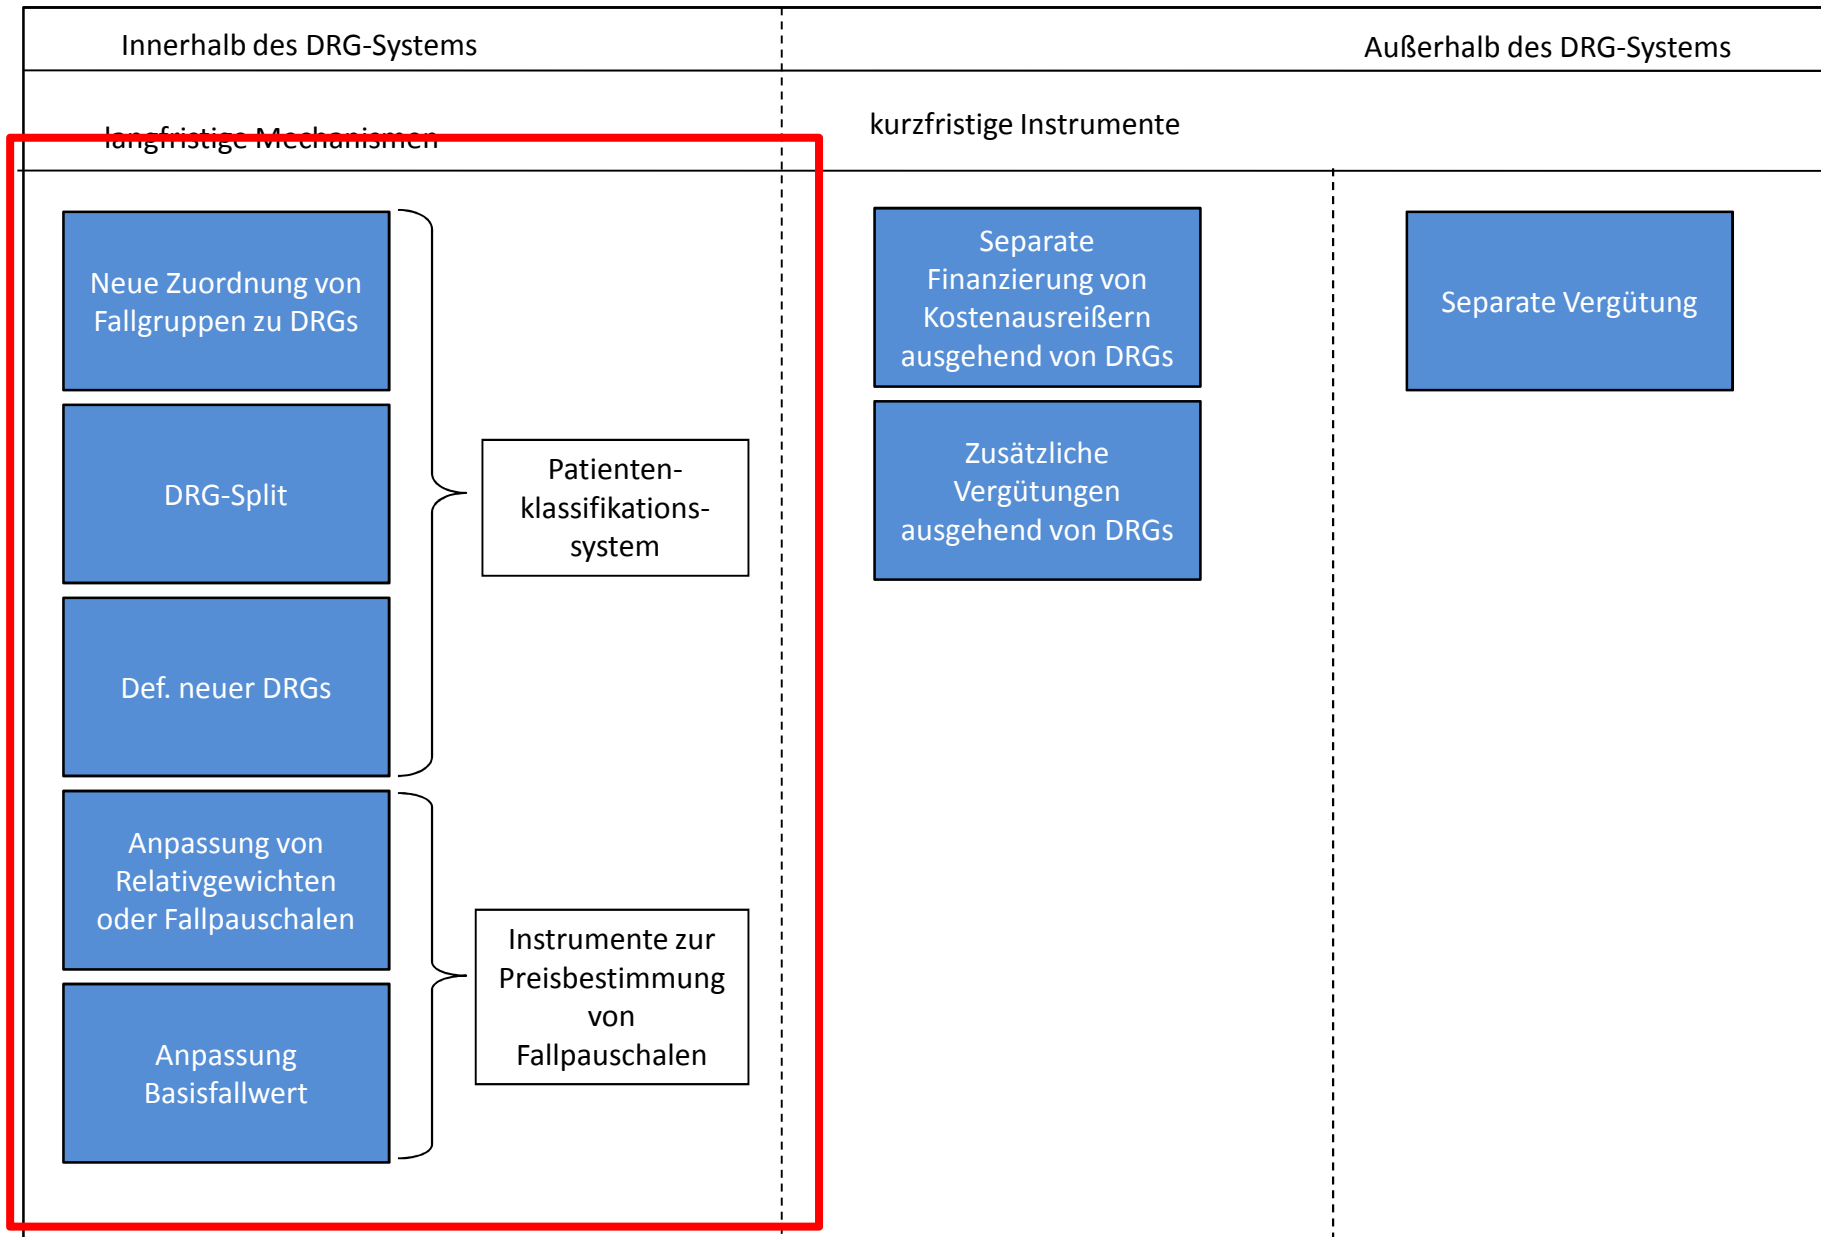 Innerhalb des DRG-Systems
Außerhalb des DRG-Systems
langfristige Mechanismen
kurzfristige Instrumente
Neue Zuordnung von
Fallgruppen zu DRGs
DRG-Split
Def. neuer DRGs
Patienten-
klassifikations-
system
Anpassung von
Relativgewichten
oder Fallpauschalen
Anpassung
Basisfallwert
Instrumente zur
Preisbestimmung
von
Fallpauschalen
Separate
Finanzierung von
Kostenausreißern
ausgehend von DRGs
Zusätzliche
Vergütungen
ausgehend von DRGs
Separate Vergütung